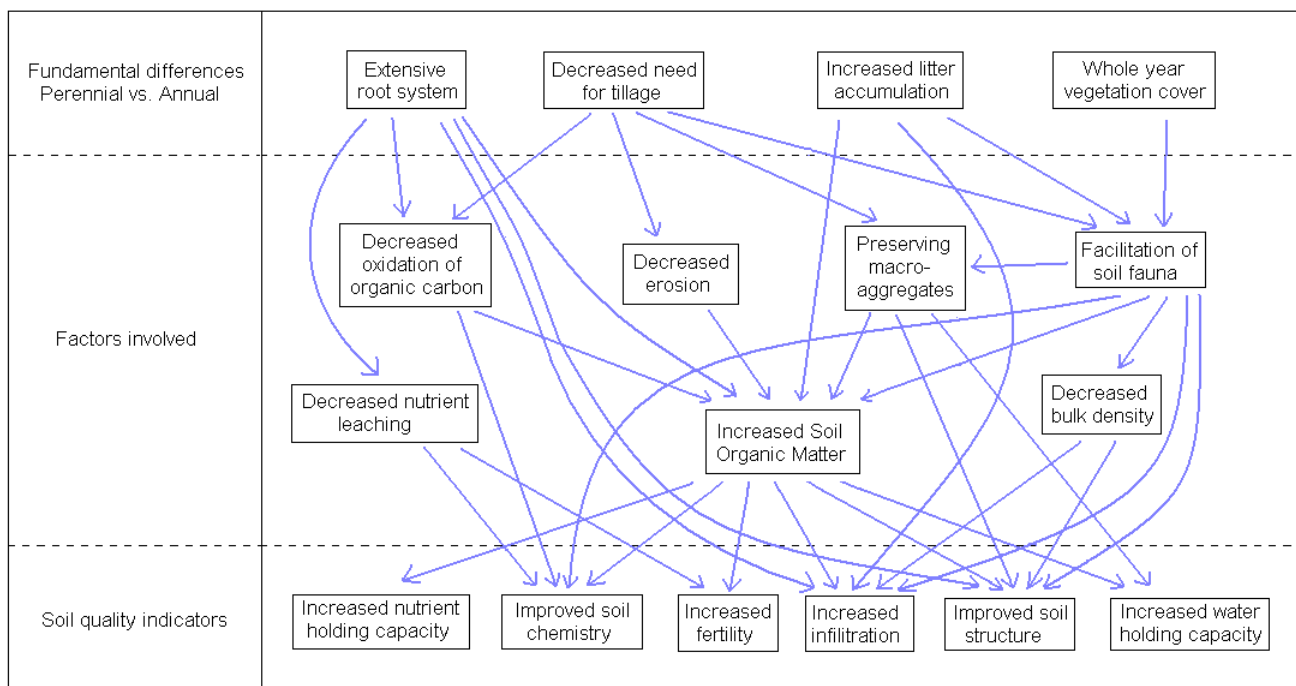 Fundamental differences
Perennial vs. Annual
Extensive
root system
Decreased need
for tillage
Increased litter
accumulation
Whole year
vegetation cover
Factors involved
Decreased
oxidation of
organic carbon
Decreased
erosion
Preserving
macro-
aggregates
Facilitation of
soil fauna
Decreased nutrient
leaching
Increased Soil
Organic Matter
Decreased
bulk density
Soil quality indicators
Increased nutrient
holding capacity
Improved soil
chemistry
Increased
fertility
Increased
infiltration
Improved soil
structure
Increased water
holding capacity